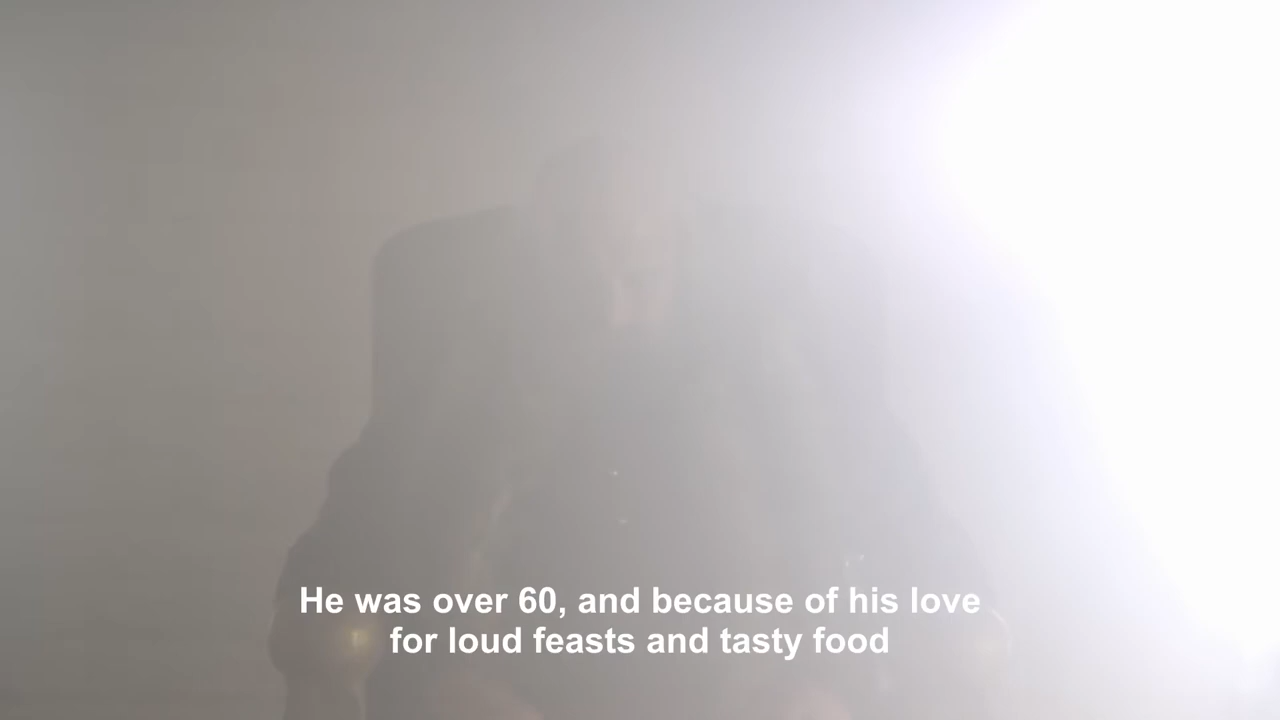 He was over 60, and because of his love
for loud feasts and tasty food